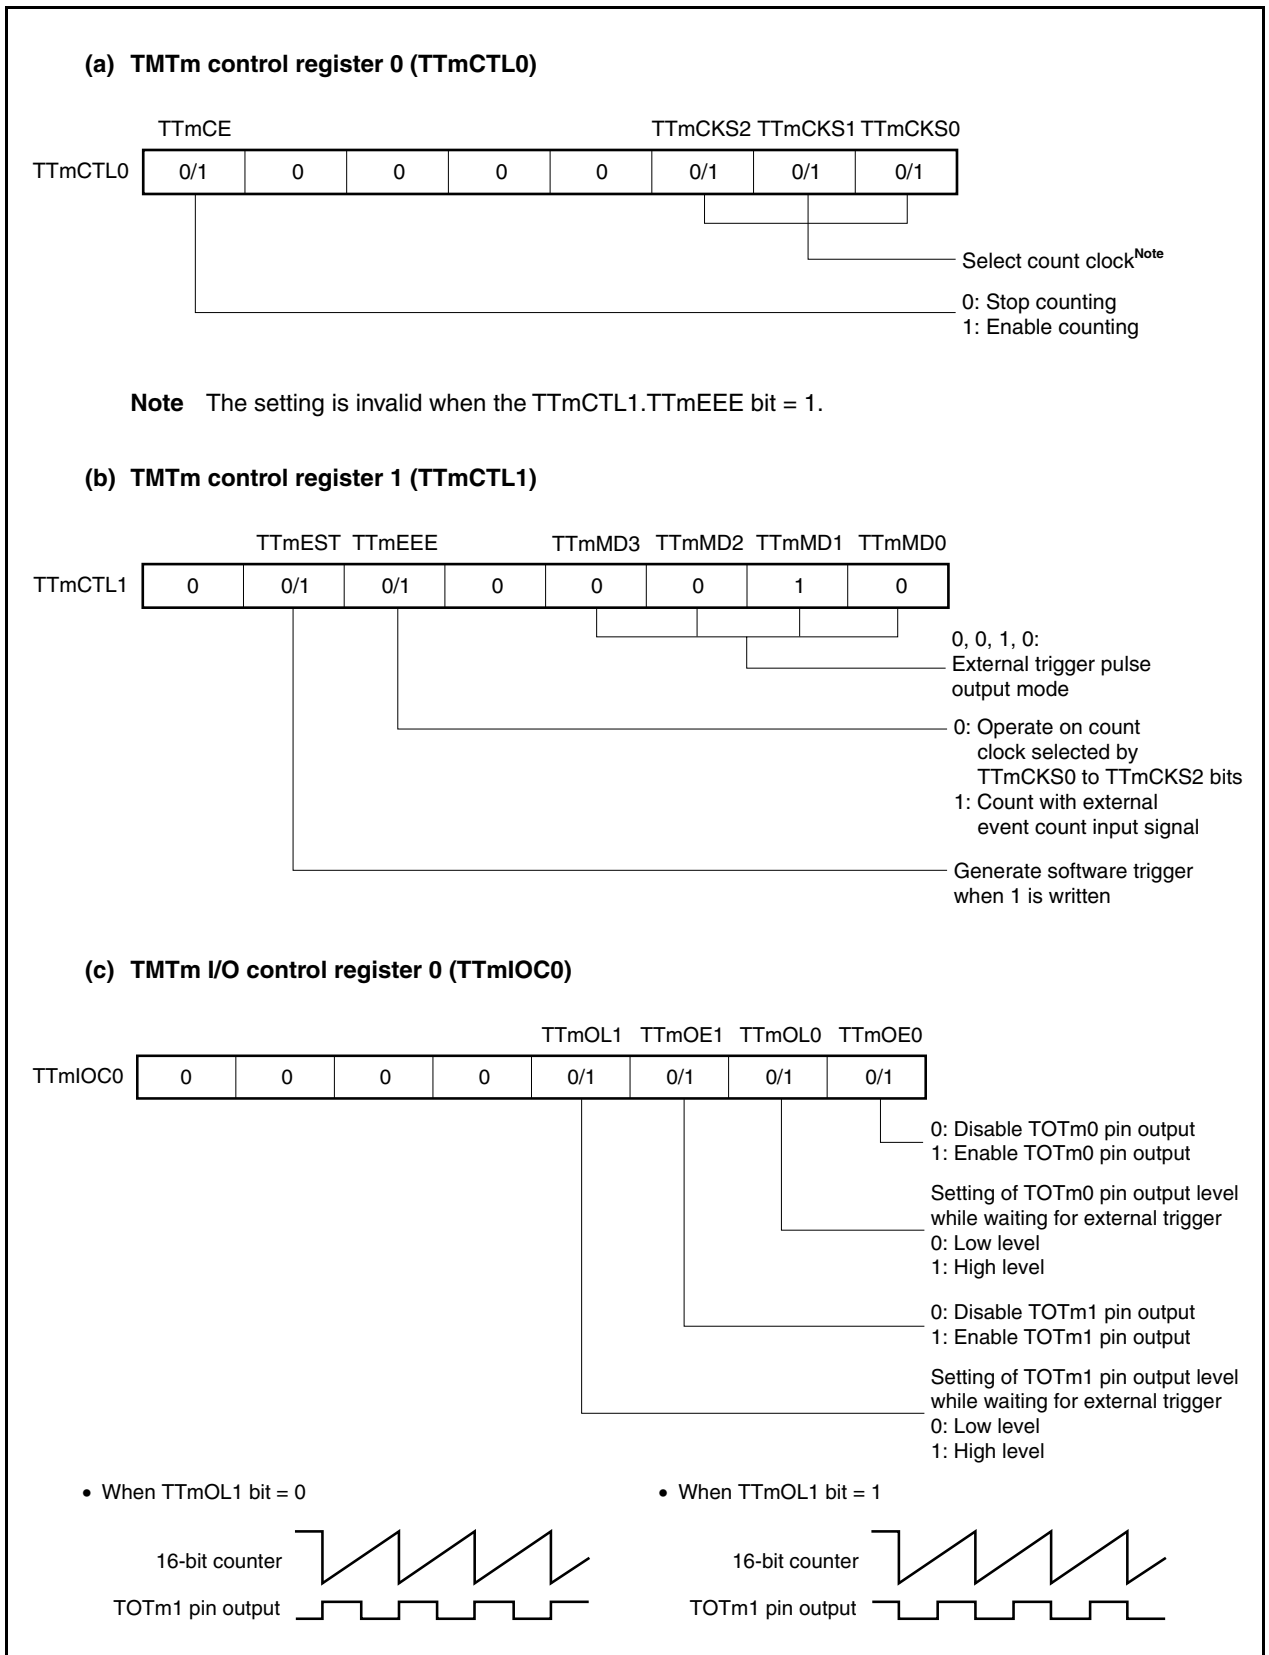 (a) TMTm control register 0 (TTmCTL0)
TTmCE TTmCKS2 TTmCKS1 TTmCKS0
TTmCTL0 0/1 0 0 0 0 0/1 0/1 0/1
Select count clockNote
0: Stop counting
1: Enable counting
Note The setting is invalid when the TTmCTL1.TTmEEE bit = 1.
(b) TMTm control register 1 (TTmCTL1)
TTmEST TTmEEE TTmMD3 TTmMD2 TTmMD1 TTmMD0
TTmCTL1 0 0/1 0/1 0 0 0 1 0
0, 0, 1, 0:
External trigger pulse
output mode
0: Operate on count
clock selected by
TTmCKS0 to TTmCKS2 bits
1: Count with external
event count input signal
Generate software trigger
when 1 is written
(c) TMTm I/O control register 0 (TTmIOC0)
TTmOL1 TTmOE1 TTmOL0 TTmOE0
TTmIOC0 0 0 0 0 0/1 0/1 0/1 0/1
0: Disable TOTm0 pin output
1: Enable TOTm0 pin output
Setting of TOTm0 pin output level
while waiting for external trigger
0: Low level
1: High level
0: Disable TOTm1 pin output
1: Enable TOTm1 pin output
Setting of TOTm1 pin output level
while waiting for external trigger
0: Low level
1: High level
• When TTmOL1 bit = 0
16-bit counter
TOTm1 pin output
• When TTmOL1 bit = 1
16-bit counter
TOTm1 pin output